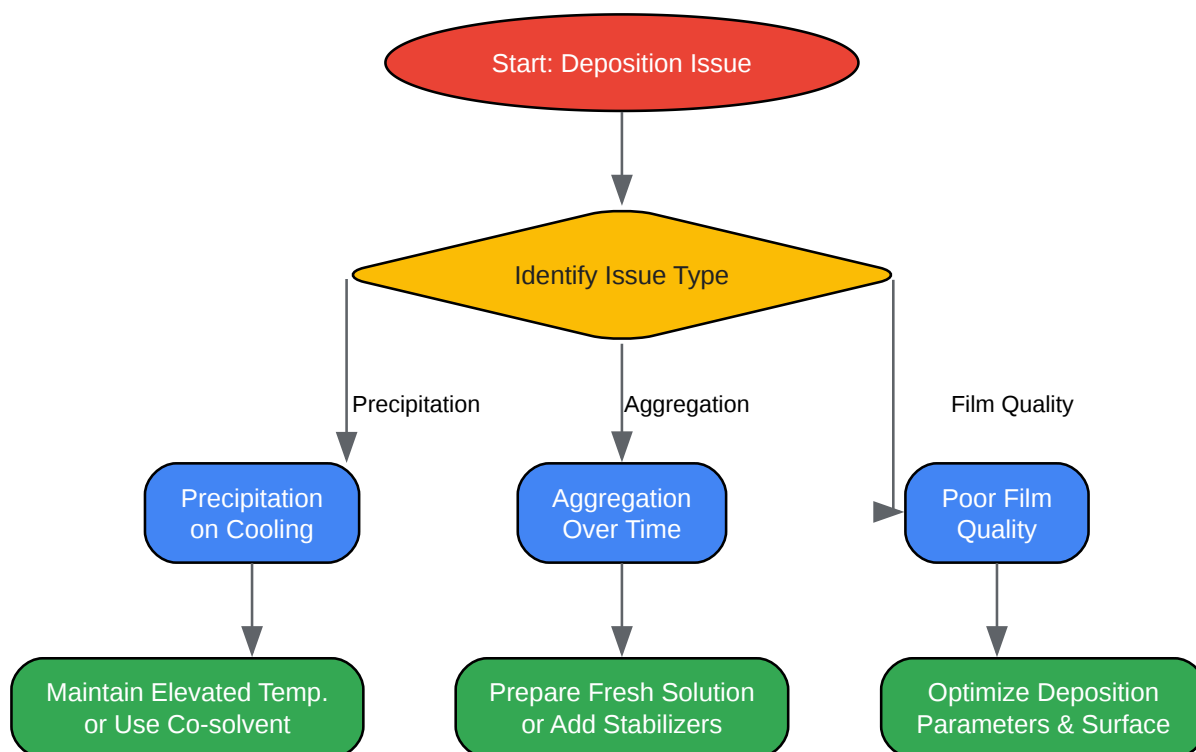 Start: Deposition Issue
Identify Issue Type
Precipitation
Aggregation
Film Quality
Precipitation
on Cooling
Aggregation
Over Time
Poor Film
Quality
Maintain Elevated Temp.
or Use Co-solvent
Prepare Fresh Solution
or Add Stabilizers
Optimize Deposition
Parameters & Surface